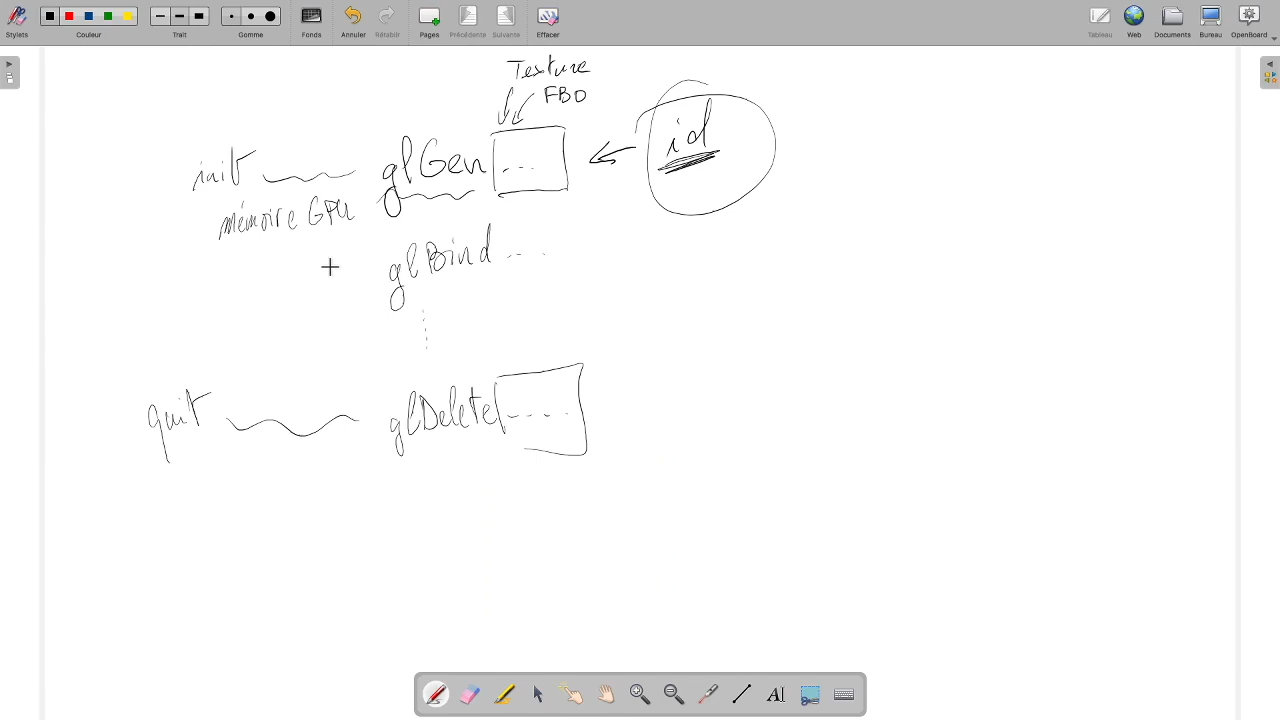 Stylets
Couleur
Trait
Gomme
Fonds
Annuler
Rétablir
Pages
Précédente
Suivante
Effacer
Tableau
Web
Documents
Bureau
OpenBoard
Texture
FBO
id
init glGen ...
mémoire GPU
glBind ....
quit glDelete ....
AI